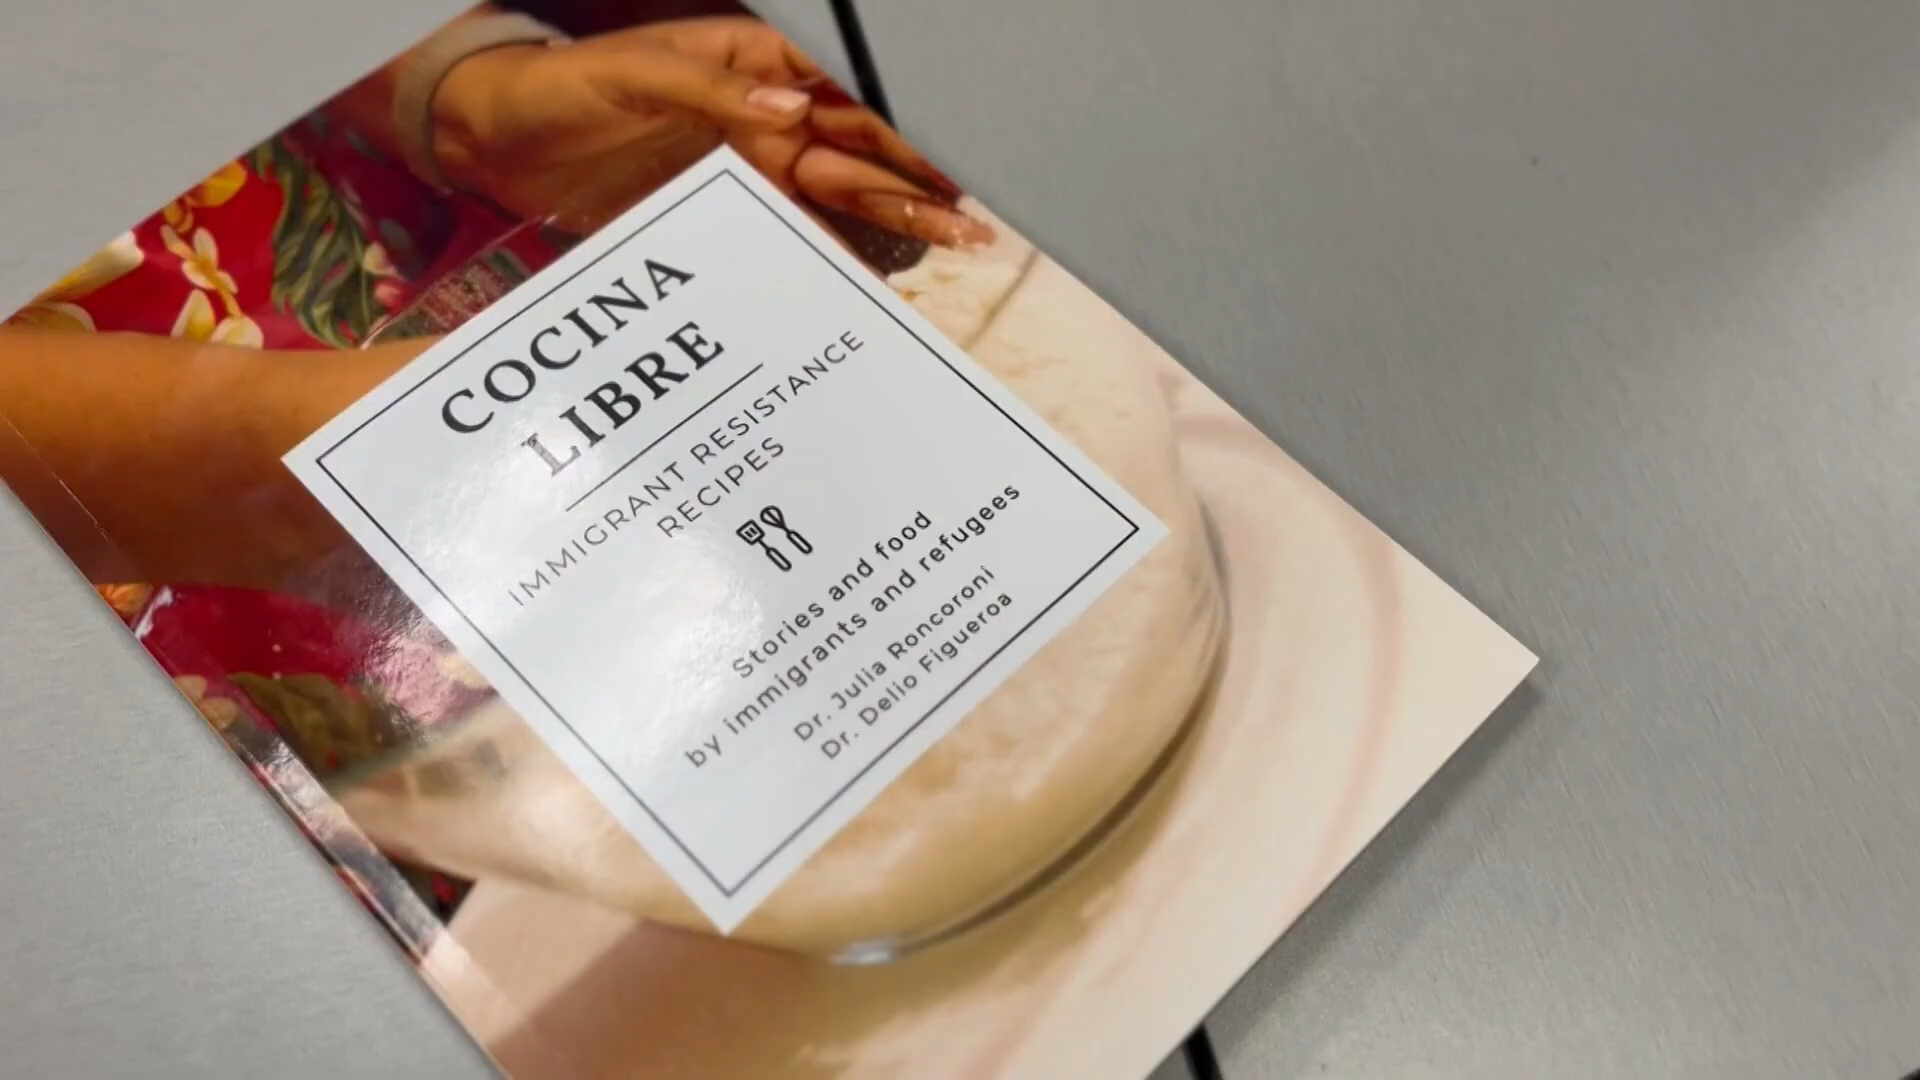 COCINA
LIBRE
IMMIGRANT RESISTANCE
RECIPES
Stories and food
by immigrants and refugees
Dr. Julia Roncoroni
Dr. Delio Figueroa